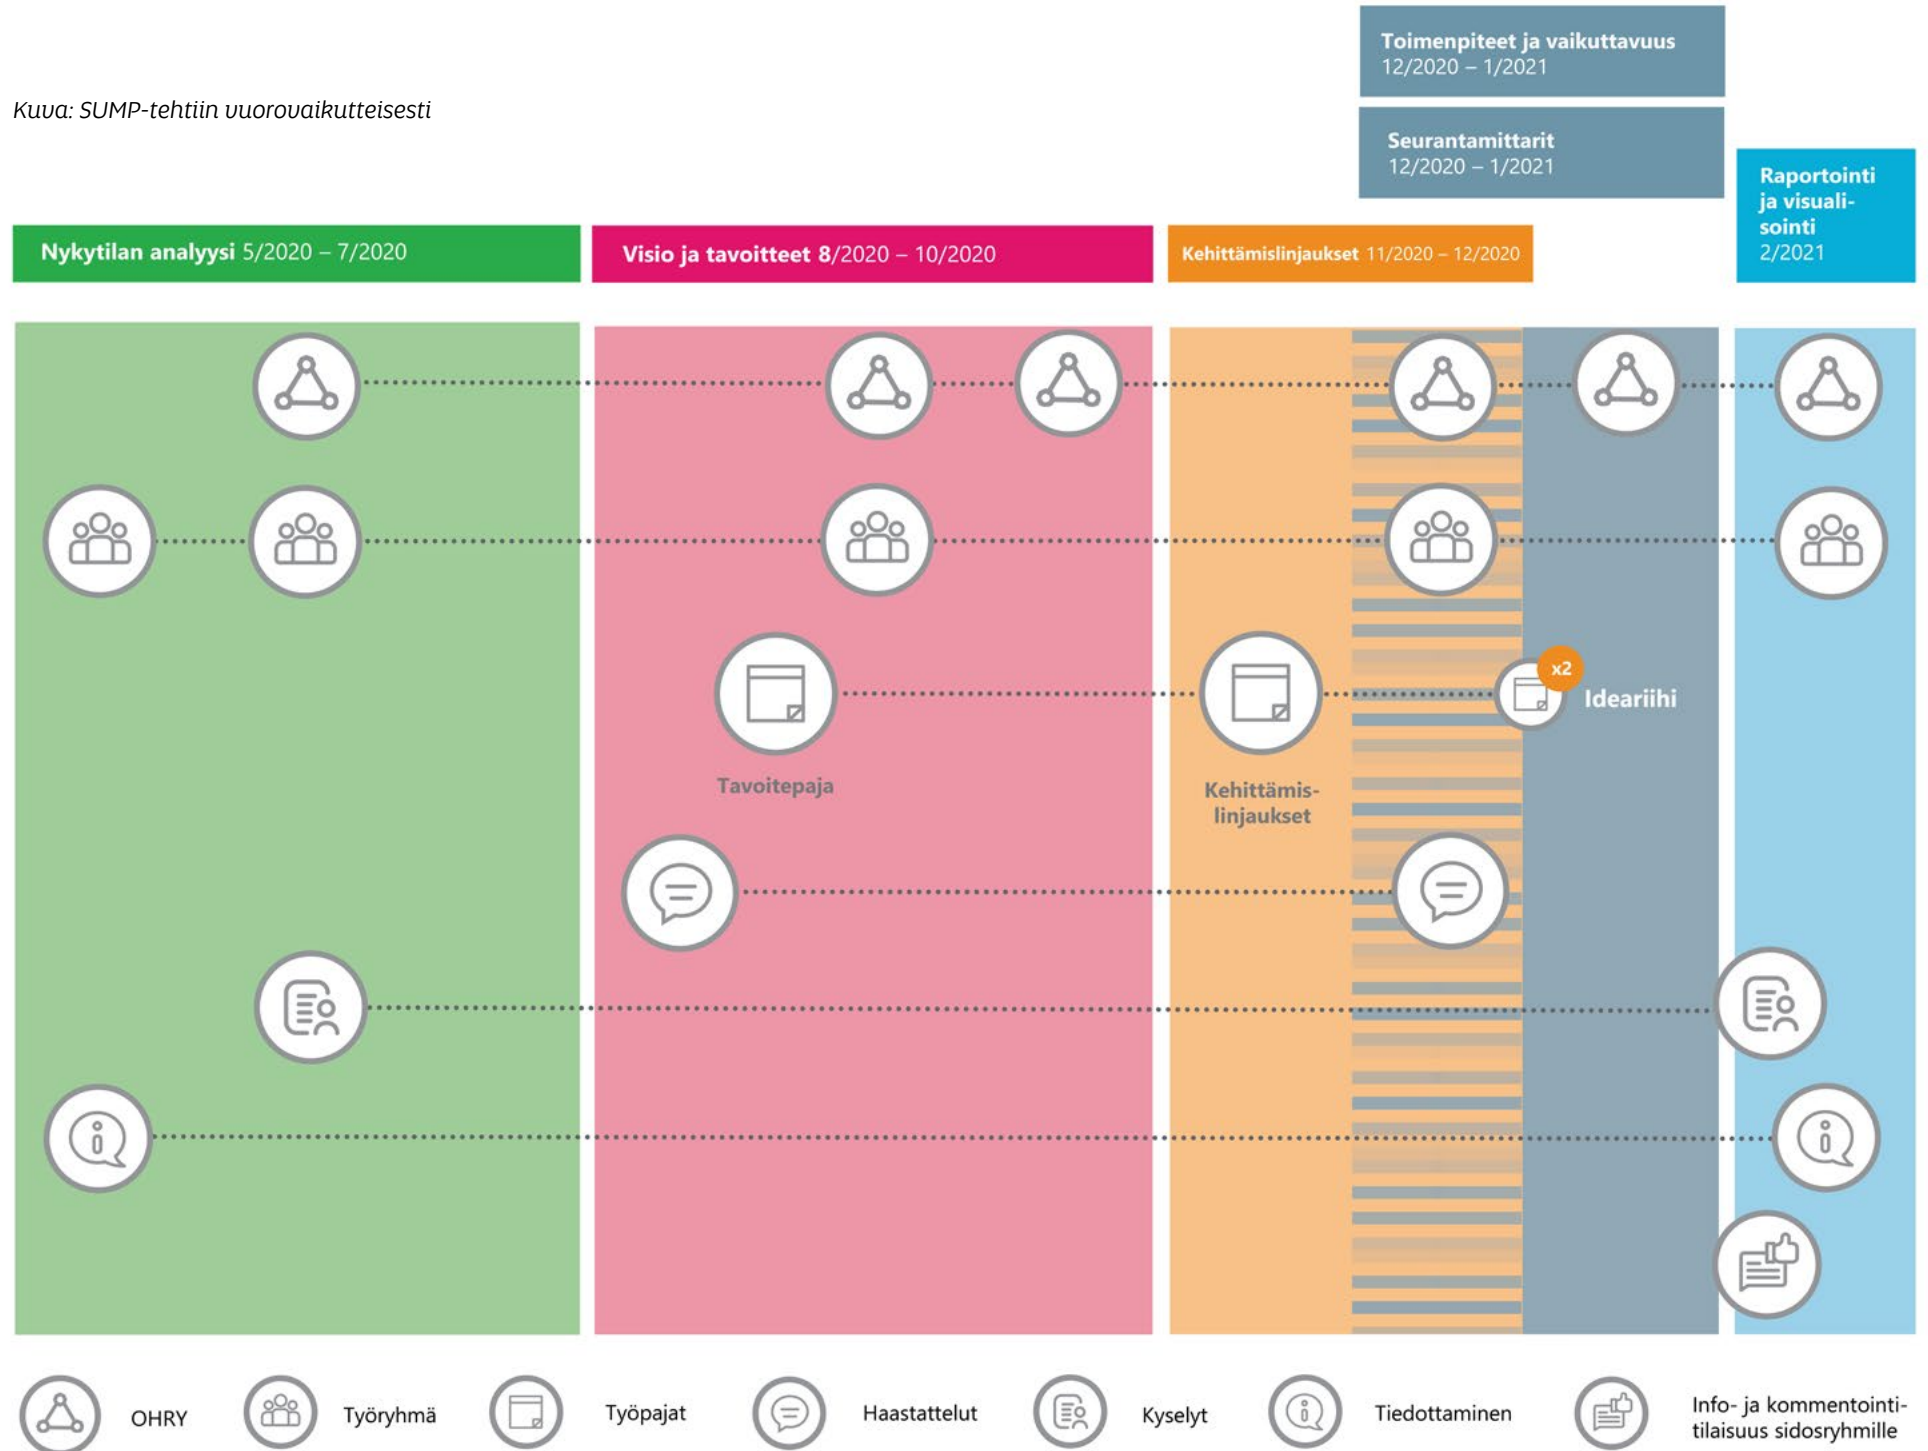 Toimenpiteet ja vaikuttavuus
12/2020 – 1/2021
Kuva: SUMP-tehtiin vuorovaikutteisesti
Seurantamittarit
12/2020 – 1/2021
Raportointi
ja visuali-
sointi
2/2021
Nykytilan analyysi 5/2020 – 7/2020
Visio ja tavoitteet 8/2020 – 10/2020
Kehittämislinjaukset 11/2020 – 12/2020
x2
Ideariihi
Tavoitepaja
Kehittämis-
linjaukset
OHRY
Työryhmä
Työpajat
Haastattelut
Kyselyt
Tiedottaminen
Info- ja kommentointi-
tilaisuus sidosryhmille